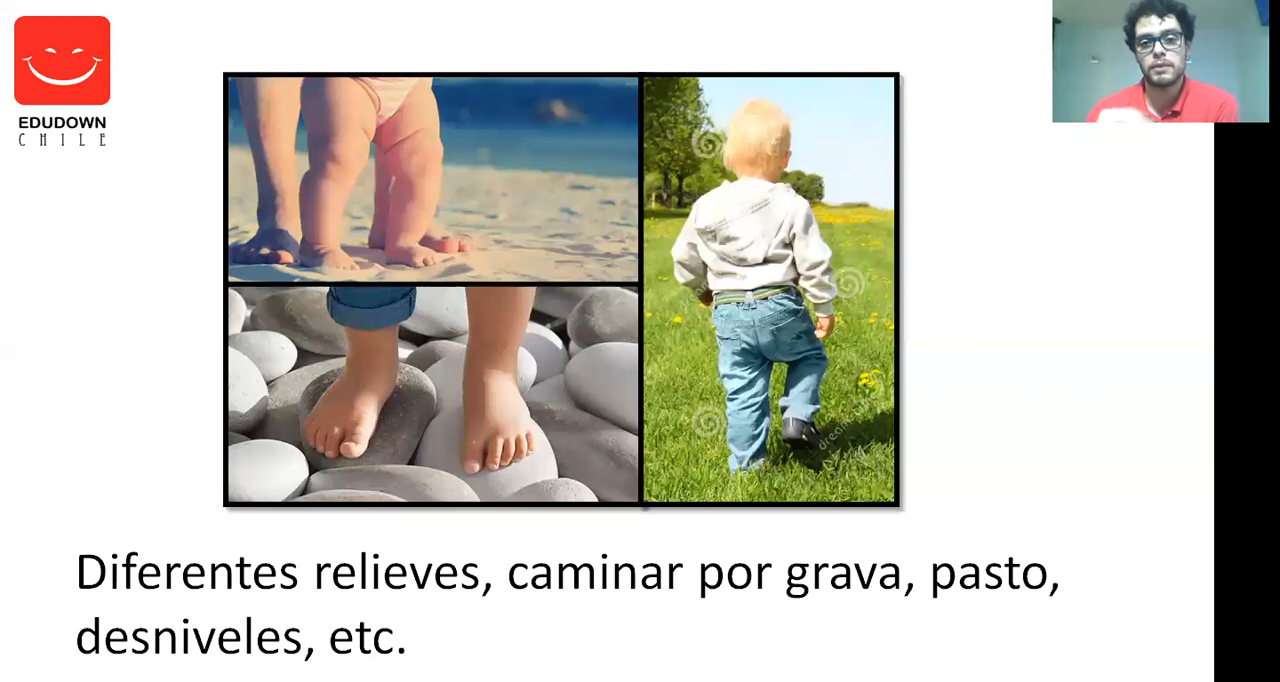 EDUDOWN
CHILE
Diferentes relieves, caminar por grava, pasto,
desniveles, etc.